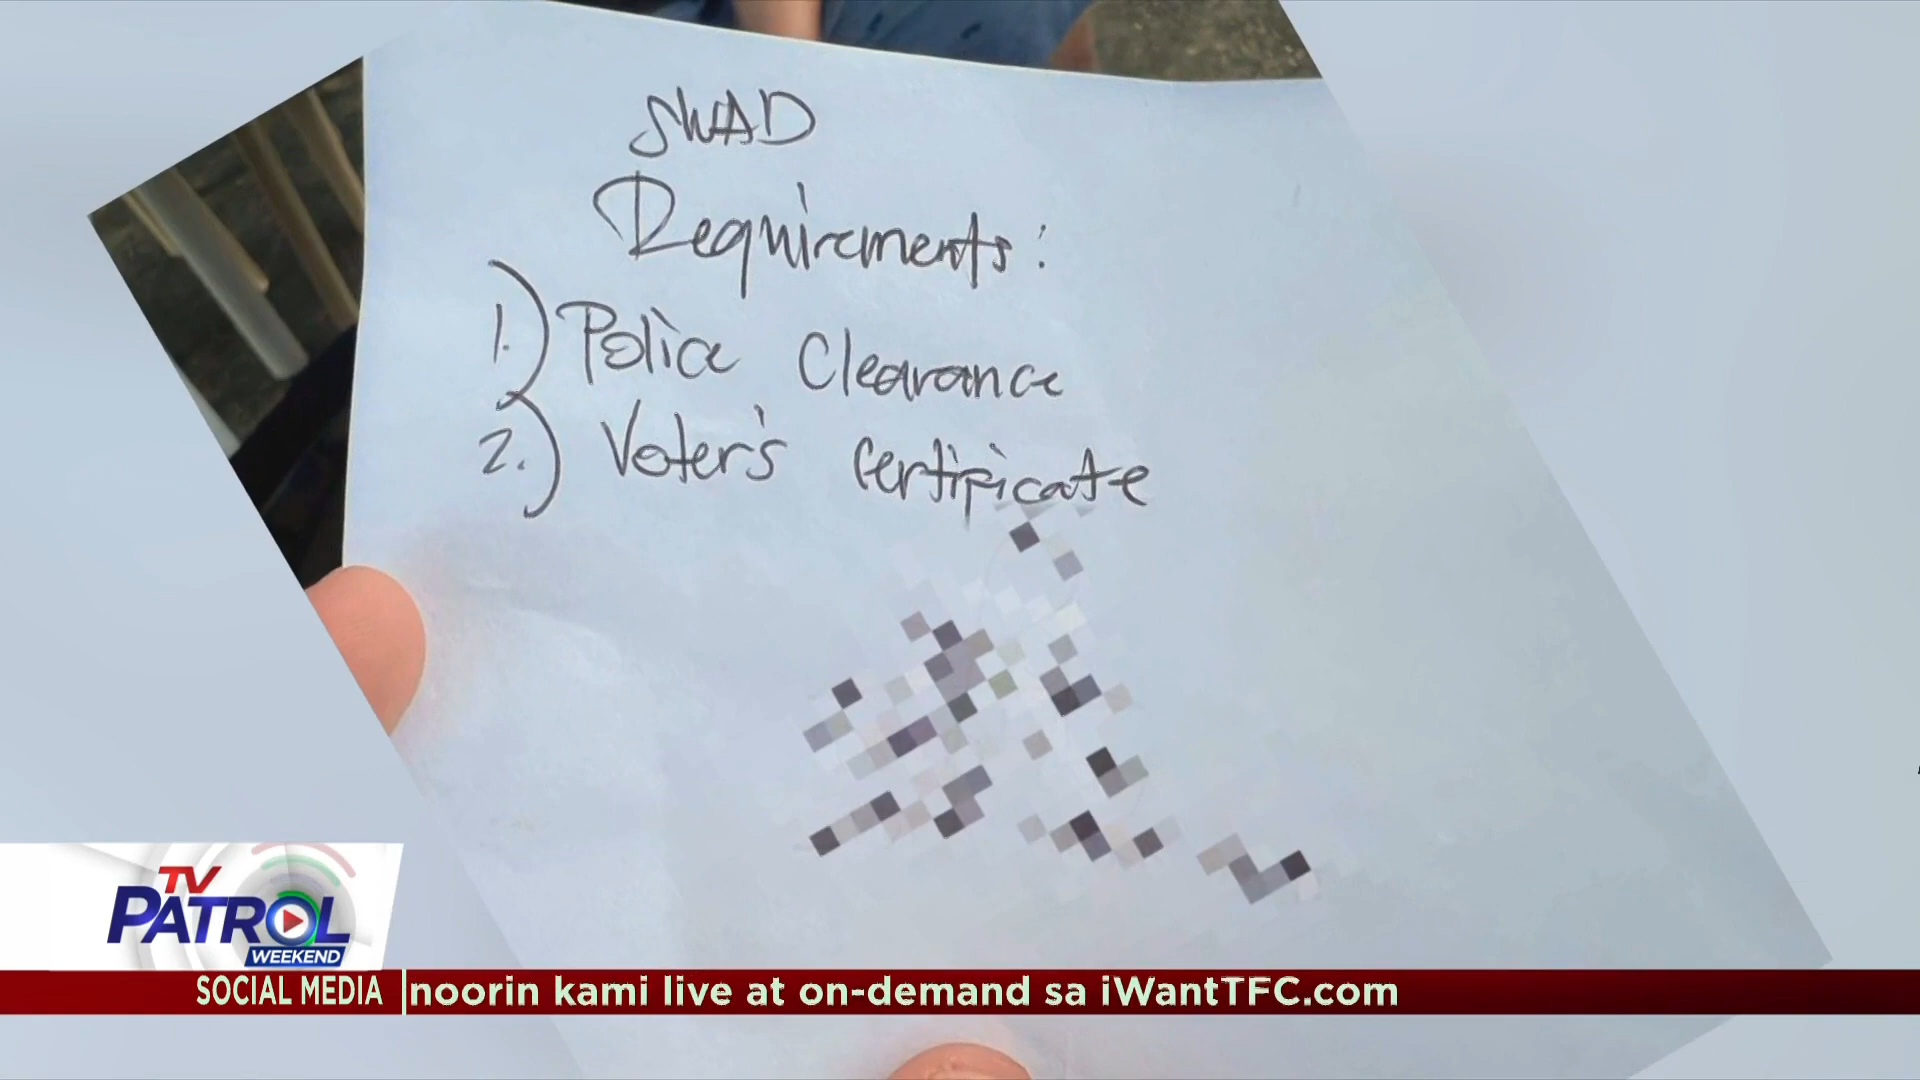 SWAD
Requirements:
1.) Police Clearance
2.) Voter's Certificate
TV
PATROL
WEEKEND
SOCIAL MEDIA
noorin kami live at on-demand sa iWantTFC.com